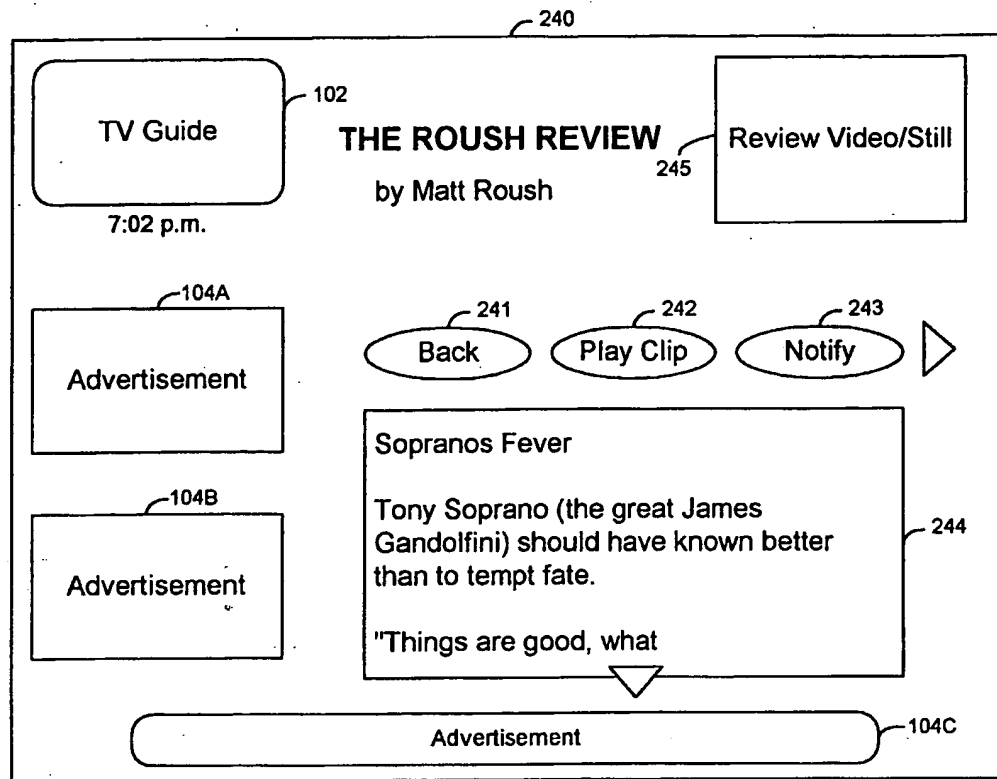 240
TV Guide
102
THE ROUSH REVIEW
by Matt Roush
245
Review Video/Still
7:02 p.m.
104A
Advertisement
104B
Advertisement
241
Back
242
Play Clip
243
Notify
Sopranos Fever
Tony Soprano (the great James
Gandolfini) should have known better
than to tempt fate.
"Things are good, what
244
Advertisement
104C